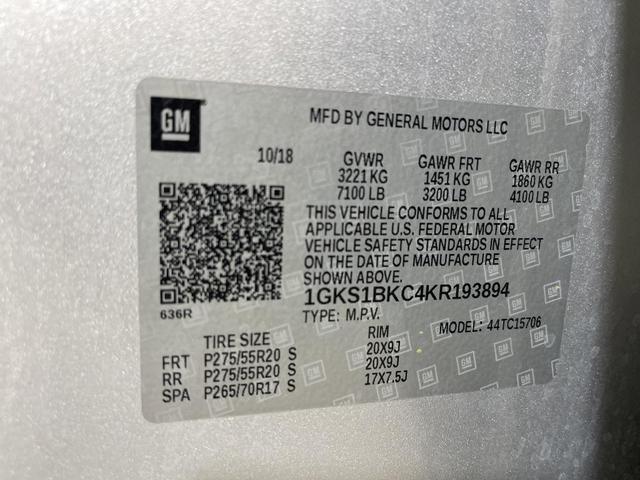 GM
MFD BY GENERAL MOTORS LLC
10/18 GVWR GAWR FRT GAWR RR
3221 KG 1451 KG 1860 KG
7100 LB 3200 LB 4100 LB
THIS VEHICLE CONFORMS TO ALL
APPLICABLE U.S. FEDERAL MOTOR
VEHICLE SAFETY STANDARDS IN EFFECT
ON THE DATE OF MANUFACTURE
SHOWN ABOVE.
1GKS1BKC4KR193894
636R
TYPE: M.P.V.
MODEL: 44TC15706
TIRE SIZE RIM
FRT P275/55R20 S 20X9J
RR P275/55R20 S 20X9J
SPA P265/70R17 S 17X7.5J